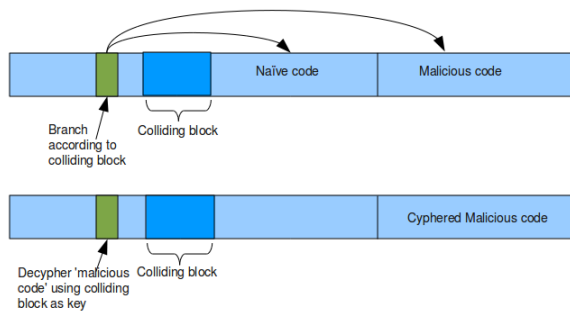 Naïve code
Malicious code
Branch
according to
colliding block
Colliding block
Cyphered Malicious code
Decypher 'malicious
code' using colliding
block as key
Colliding block